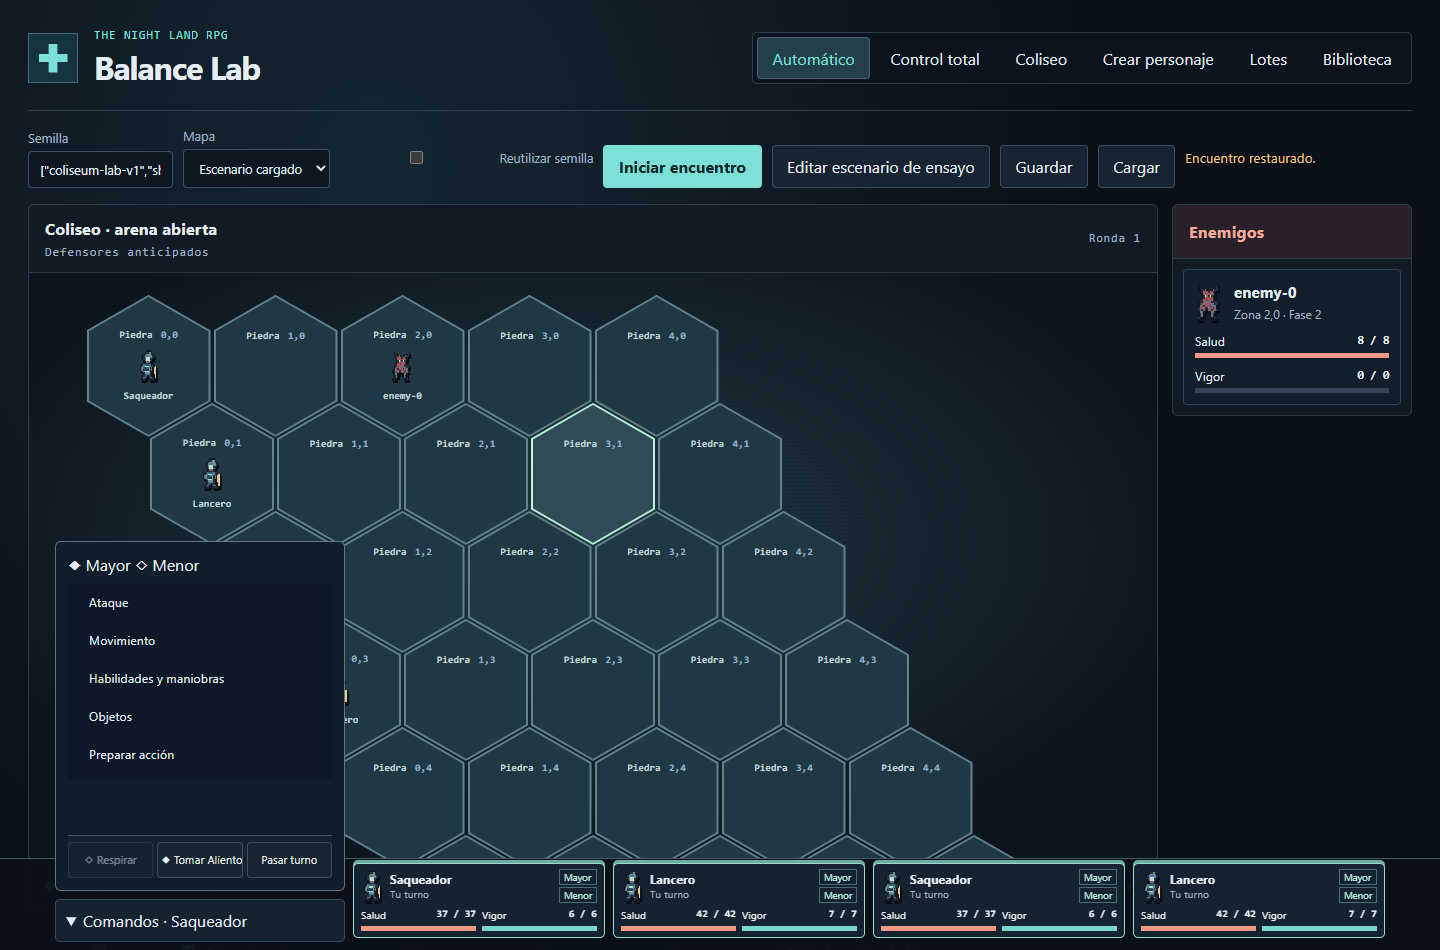 THE NIGHT LAND RPG
Balance Lab
Automático
Control total
Coliseo
Crear personaje
Lotes
Biblioteca
Semilla
["coliseum-lab-v1","sl
Mapa
Escenario cargado
Reutilizar semilla
Iniciar encuentro
Editar escenario de ensayo
Guardar
Cargar
Encuentro restaurado.
Coliseo · arena abierta
Defensores anticipados
Ronda 1
Enemigos
enemy-0
Zona 2,0 · Fase 2
Salud 8 / 8
Vigor 0 / 0
Piedra 0,0
Saqueador
Piedra 1,0
Piedra 2,0
enemy-0
Piedra 3,0
Piedra 4,0
Piedra 0,1
Lancero
Piedra 1,1
Piedra 2,1
Piedra 3,1
Piedra 4,1
Piedra 1,2
Piedra 2,2
Piedra 3,2
Piedra 4,2
0,3
ero
Piedra 1,3
Piedra 2,3
Piedra 3,3
Piedra 4,3
Piedra 0,4
Piedra 1,4
Piedra 2,4
Piedra 3,4
Piedra 4,4
◆ Mayor ◇ Menor
Ataque
Movimiento
Habilidades y maniobras
Objetos
Preparar acción
◇ Respirar
◆ Tomar Aliento
Pasar turno
▼ Comandos · Saqueador
Saqueador
Tu turno
Mayor
Menor
Salud 37 / 37 Vigor 6 / 6
Lancero
Tu turno
Mayor
Menor
Salud 42 / 42 Vigor 7 / 7
Saqueador
Tu turno
Mayor
Menor
Salud 37 / 37 Vigor 6 / 6
Lancero
Tu turno
Mayor
Menor
Salud 42 / 42 Vigor 7 / 7